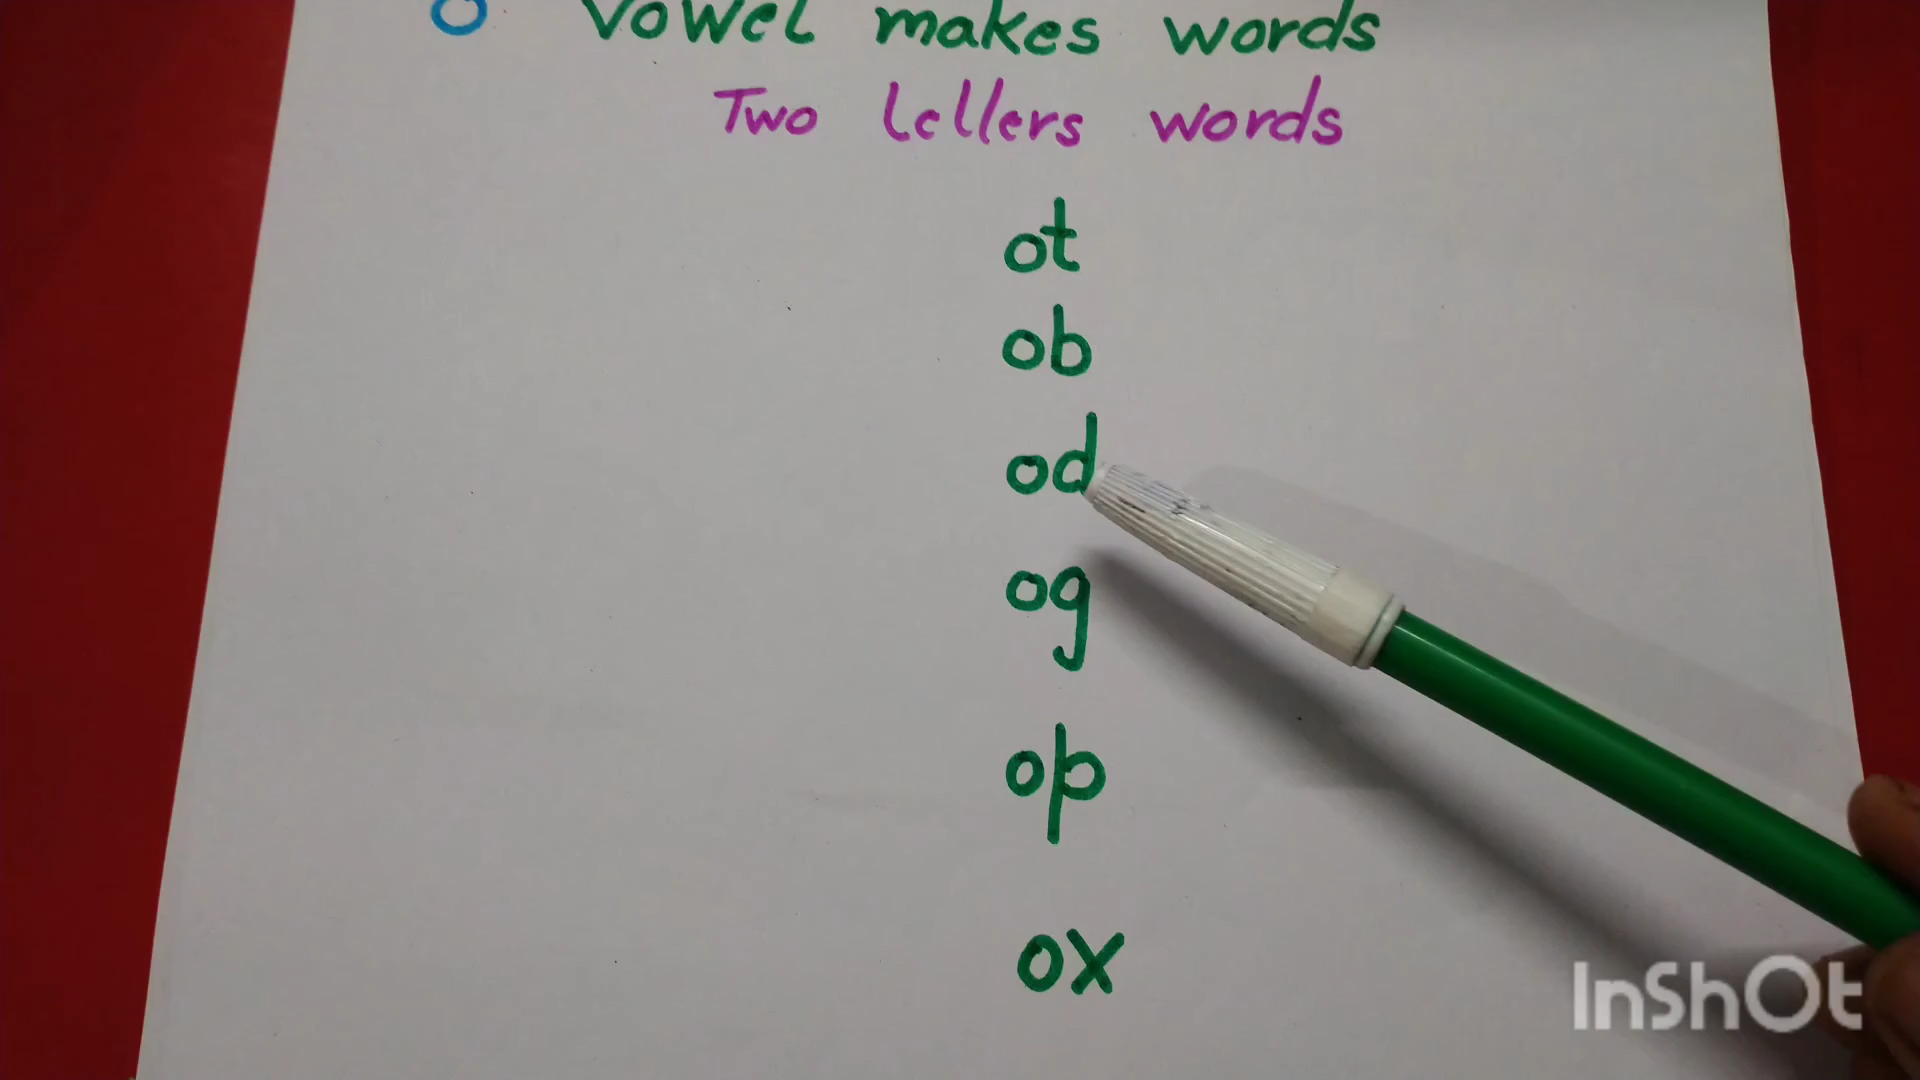 O Vowel makes words
Two lellers words
ot
ob
od
og
op
ox
InShOt